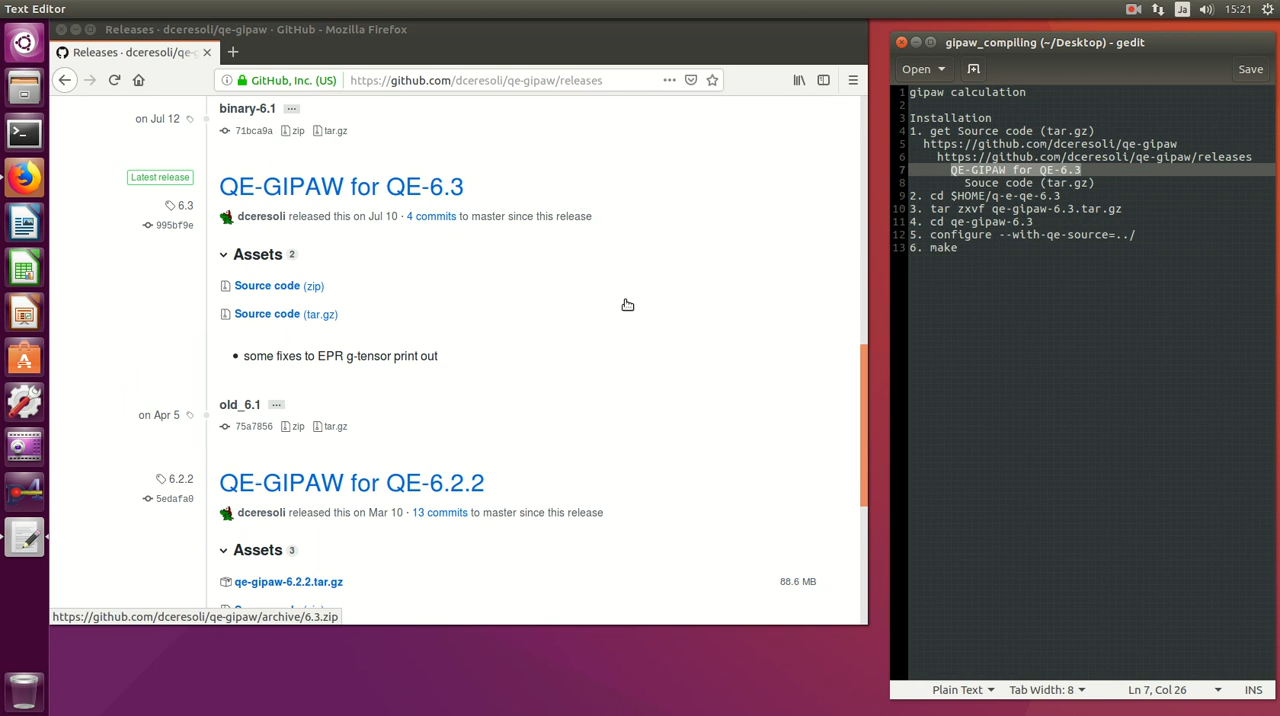 Text Editor
Ja
15:21
Releases · dceresoli/qe-gipaw · GitHub - Mozilla Firefox
Releases · dceresoli/qe-g
GitHub, Inc. (US)
https://github.com/dceresoli/qe-gipaw/releases
binary-6.1
on Jul 12
71bca9a zip tar.gz
Latest release
QE-GIPAW for QE-6.3
6.3
dceresoli released this on Jul 10 · 4 commits to master since this release
995bf9e
Assets 2
Source code (zip)
Source code (tar.gz)
• some fixes to EPR g-tensor print out
old_6.1
on Apr 5
75a7856 zip tar.gz
6.2.2
QE-GIPAW for QE-6.2.2
5edafa0
dceresoli released this on Mar 10 · 13 commits to master since this release
Assets 3
qe-gipaw-6.2.2.tar.gz 88.6 MB
https://github.com/dceresoli/qe-gipaw/archive/6.3.zip
gipaw_compiling (~/Desktop) - gedit
Open Save
1 gipaw calculation
2
3 Installation
4 1. get Source code (tar.gz)
5 https://github.com/dceresoli/qe-gipaw
6 https://github.com/dceresoli/qe-gipaw/releases
7 QE-GIPAW for QE-6.3
8 Souce code (tar.gz)
9 2. cd $HOME/q-e-qe-6.3
10 3. tar zxvf qe-gipaw-6.3.tar.gz
11 4. cd qe-gipaw-6.3
12 5. configure --with-qe-source=../
13 6. make
Plain Text Tab Width: 8 Ln 7, Col 26 INS